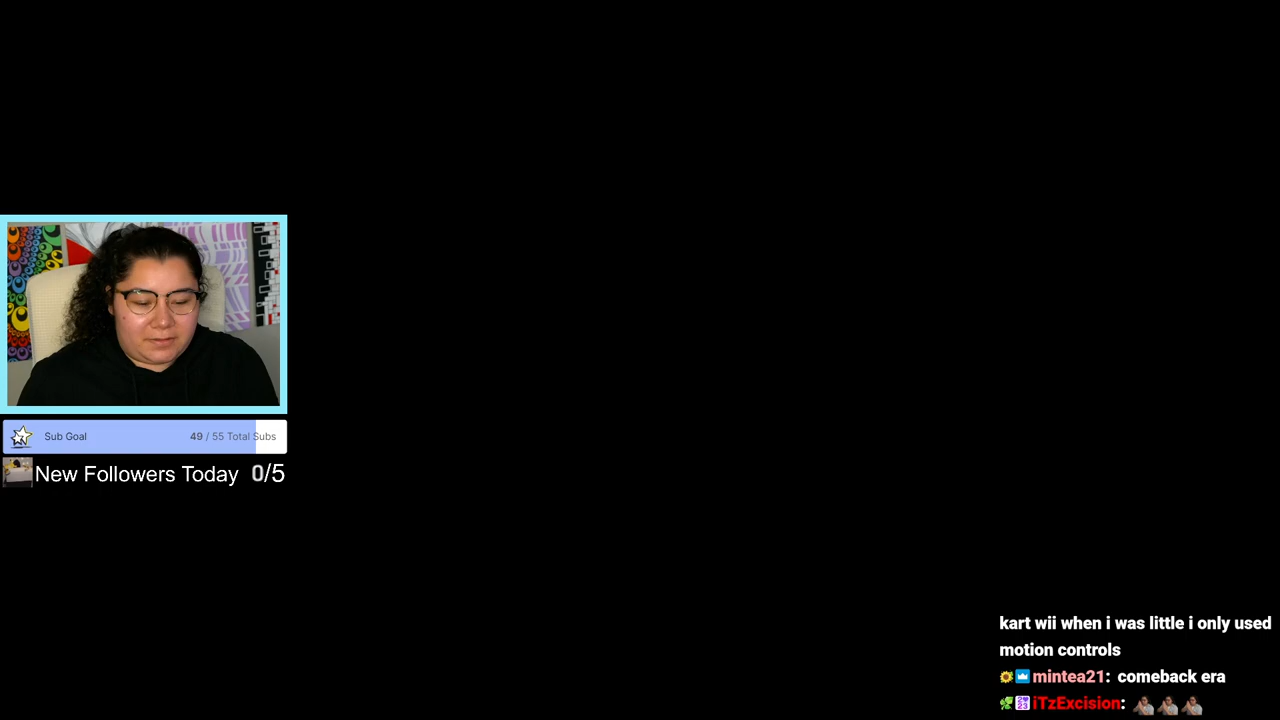 Sub Goal 49 / 55 Total Subs
New Followers Today 0/5
kart wii when i was little i only used
motion controls
mintea21: comeback era
iTzExcision: